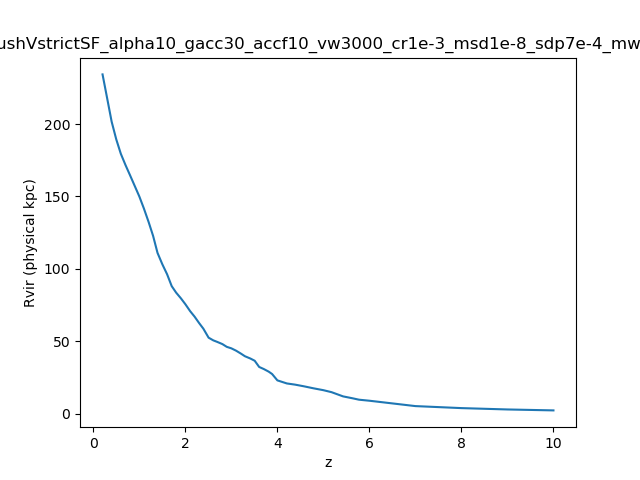 ushVstrictSF_alpha10_gacc30_accf10_vw3000_cr1e-3_msd1e-8_sdp7e-4_mw
200
150
100
50
0
Rvir (physical kpc)
0 2 4 6 8 10
z